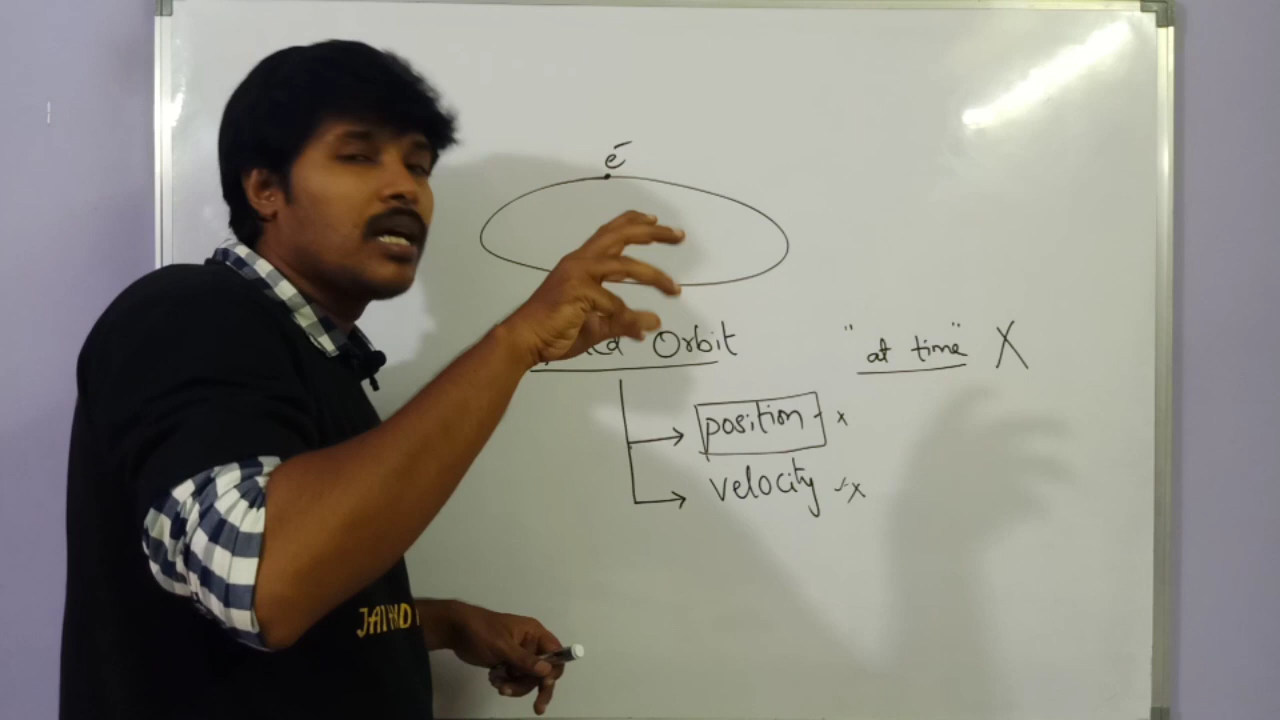 e-
Orbit "at time" X
position - x
velocity ✓x